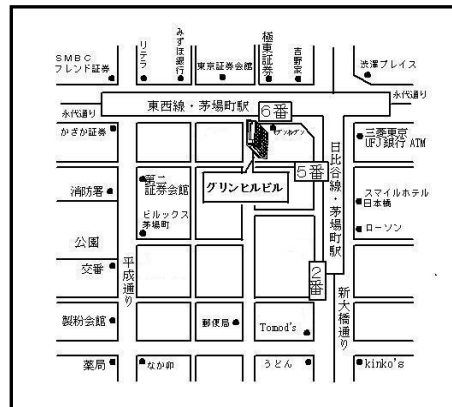 SMBC
フレンド証券
リテラ
みずほ銀行
東京証券会館
極東証券
吉野家
渋澤プレイス
永代通り
永代通り
東西線・茅場町駅
6番
かざか証券
三菱東京
UFJ銀行 ATM
日比谷線・茅場町駅
5番
消防署
第二
証券会館
グリンヒルビル
スマイルホテル
日本橋
ビルックス
茅場町
ローソン
公園
交番
平成通り
2番
新大橋通り
製粉会館
郵便局
Tomod's
薬局
なか卯
うどん
kinko's